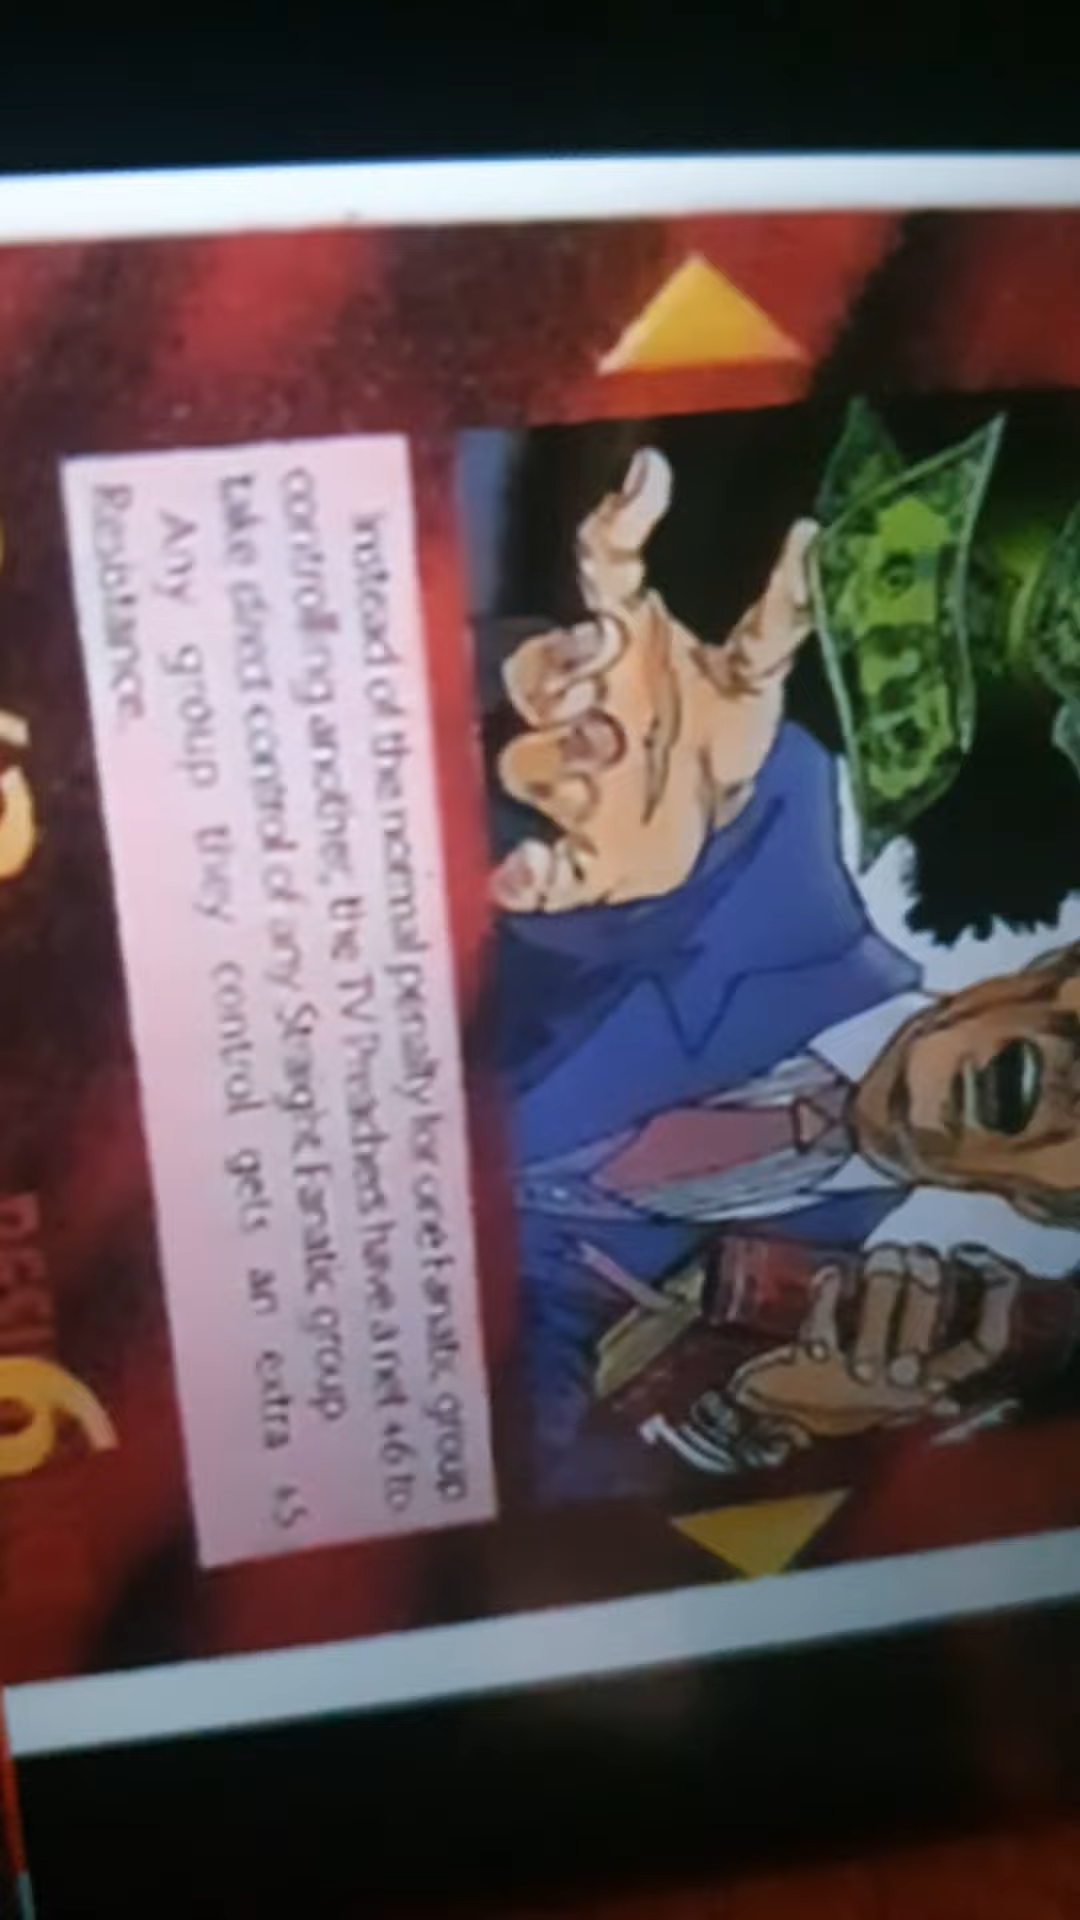 Instead of the normal penalty for one Fanatic group
controlling another, the TV Preachers have a net +6 to
take direct control of any Straight Fanatic group
Any group they control gets an extra +5
Resistance.
6